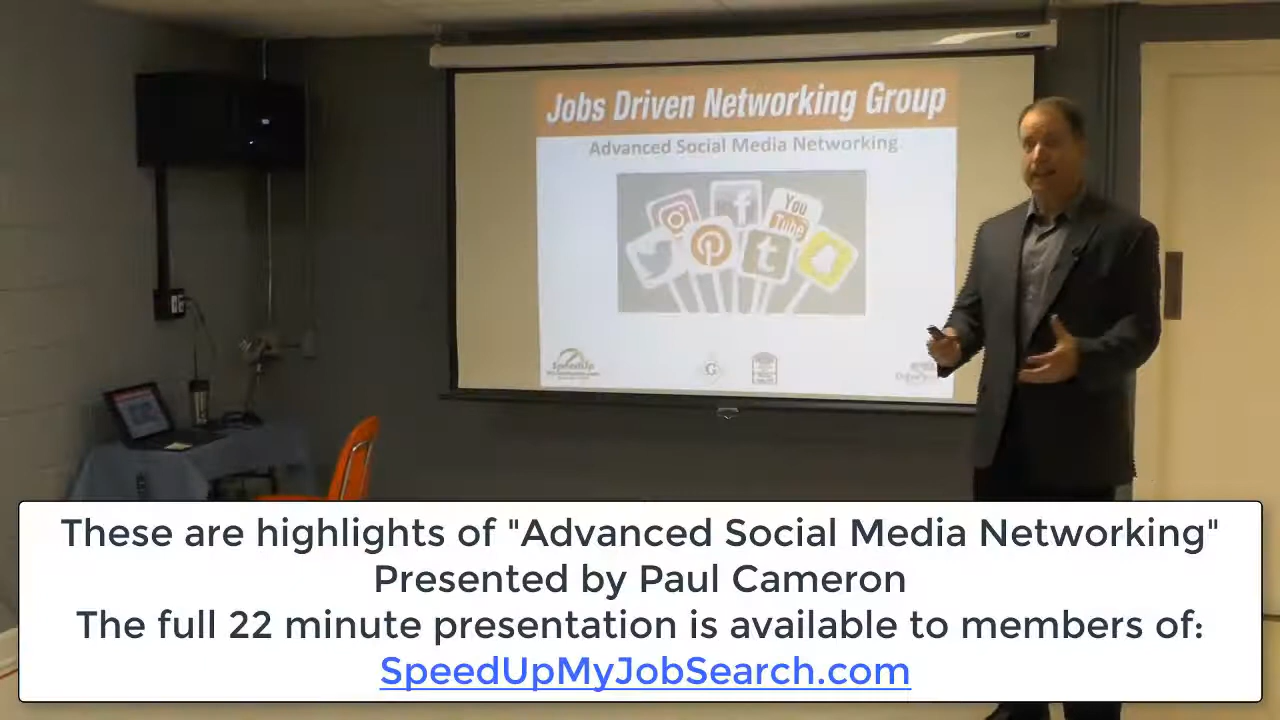 Jobs Driven Networking Group
Advanced Social Media Networking
You
Tube
SpeedUp
G
These are highlights of "Advanced Social Media Networking"
Presented by Paul Cameron
The full 22 minute presentation is available to members of:
SpeedUpMyJobSearch.com